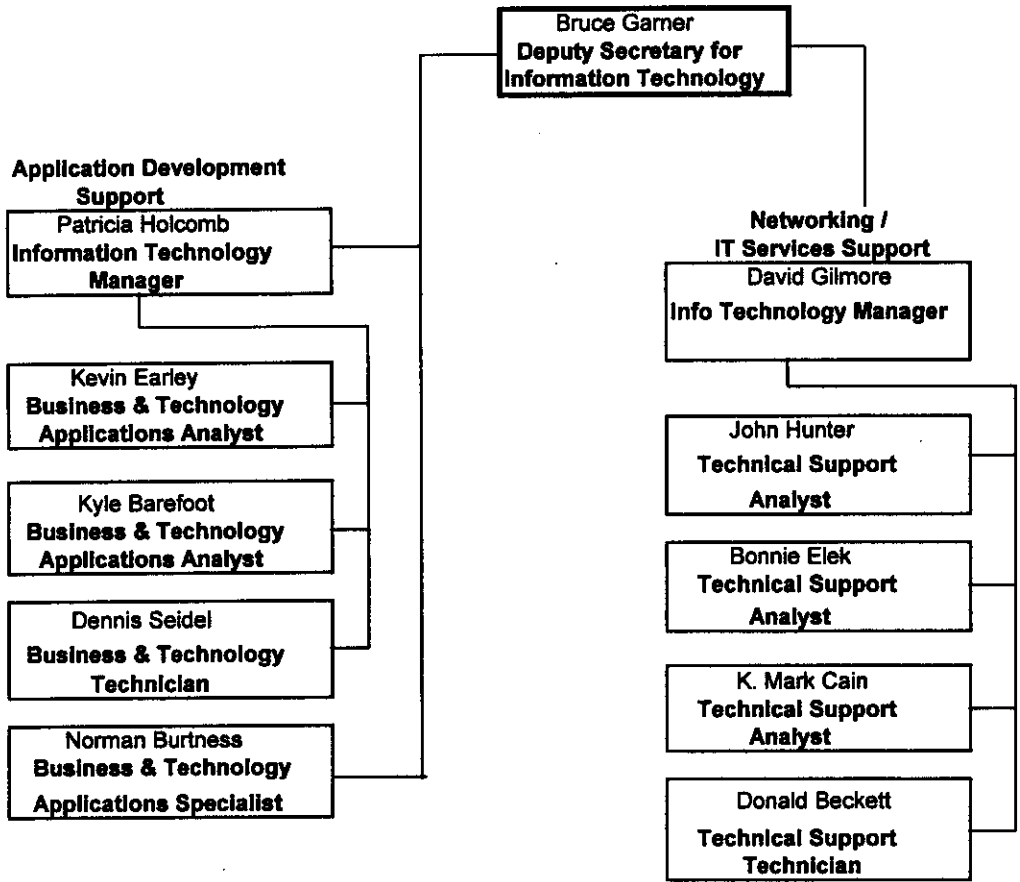 Bruce Garner
Deputy Secretary for
Information Technology
Application Development
Support
Patricia Holcomb
Information Technology
Manager
Kevin Earley
Business & Technology
Applications Analyst
Kyle Barefoot
Business & Technology
Applications Analyst
Dennis Seidel
Business & Technology
Technician
Norman Burtness
Business & Technology
Applications Specialist
Networking /
IT Services Support
David Gilmore
Info Technology Manager
John Hunter
Technical Support
Analyst
Bonnie Elek
Technical Support
Analyst
K. Mark Cain
Technical Support
Analyst
Donald Beckett
Technical Support
Technician